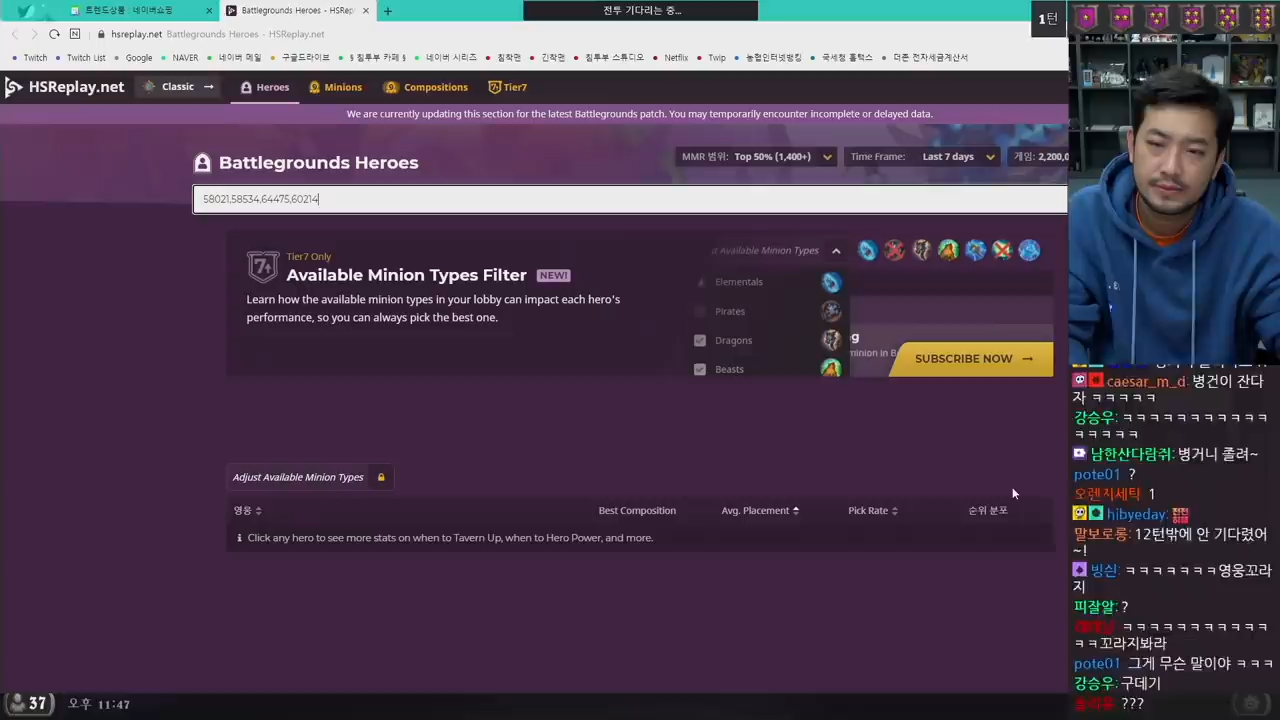 트렌드상품 : 네이버쇼핑
Battlegrounds Heroes - HSRepl
전투 기다리는 중...
1턴
hsreplay.net Battlegrounds Heroes - HSReplay.net
Twitch Twitch List Google NAVER 네이버 메일 구글드라이브 § 침투부 카페 § 네이버 시리즈 침착면 긴착면 침투부 스튜디오 Netflix Twip 농협인터넷뱅킹 국세청 홈택스 더존 전자세금계산서
HSReplay.net Classic → Heroes Minions Compositions Tier7
We are currently updating this section for the latest Battlegrounds patch. You may temporarily encounter incomplete or delayed data.
Battlegrounds Heroes
MMR 범위: Top 50% (1,400+) Time Frame: Last 7 days 게임: 2,200,0
58021,58534,64475,60214
Tier7 Only
Available Minion Types Filter NEW!
Learn how the available minion types in your lobby can impact each hero's
performance, so you can always pick the best one.
Available Minion Types
Elementals
Pirates
Dragons
Beasts
SUBSCRIBE NOW →
Adjust Available Minion Types
영웅 Best Composition Avg. Placement Pick Rate 순위 분포
Click any hero to see more stats on when to Tavern Up, when to Hero Power, and more.
caesar_m_d: 병건이 잔다
자 ㅋㅋㅋㅋㅋ
강승우: ㅋㅋㅋㅋㅋㅋㅋㅋㅋㅋㅋ
ㅋㅋㅋㅋㅋ
남한산다람쥐: 병거니 졸려~
pote01 ?
오렌지세틱 1
hibyeday:
말보로롱: 12턴밖에 안 기다렸어
~!
빙신: ㅋㅋㅋㅋㅋㅋㅋ영웅꼬라
지
피잘알: ?
ㅋㅋㅋㅋㅋㅋㅋㅋㅋㅋㅋ
ㅋㅋ꼬라지봐라
pote01 그게 무슨 말이야 ㅋㅋㅋ
강승우: 구데기
???
37 오후 11:47